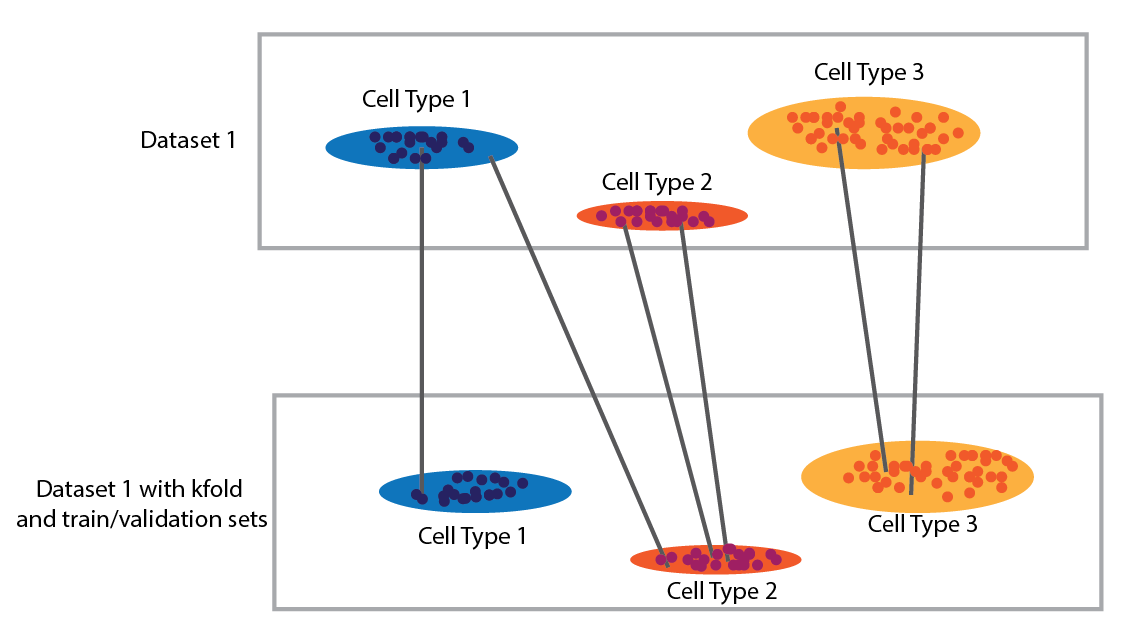 Cell Type 3
Cell Type 1
Dataset 1
Cell Type 2
Dataset 1 with kfold
and train/validation sets
Cell Type 3
Cell Type 1
Cell Type 2